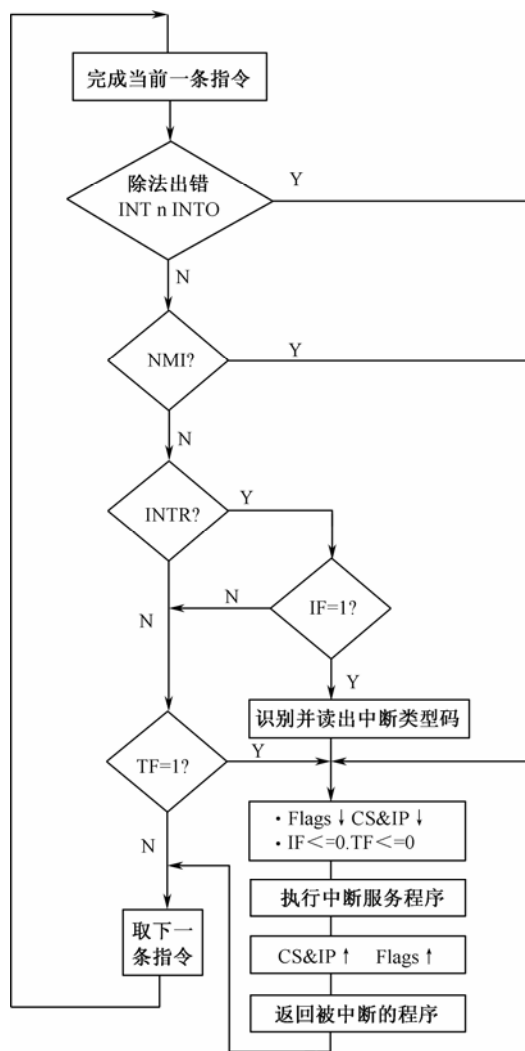 完成当前一条指令
除法出错
INT n INTO
Y
N
NMI?
Y
N
INTR?
Y
N
IF=1?
N
Y
识别并读出中断类型码
TF=1?
Y
N
· Flags↓CS&IP↓
· IF<=0.TF<=0
执行中断服务程序
取下一
条指令
CS&IP↑ Flags↑
返回被中断的程序